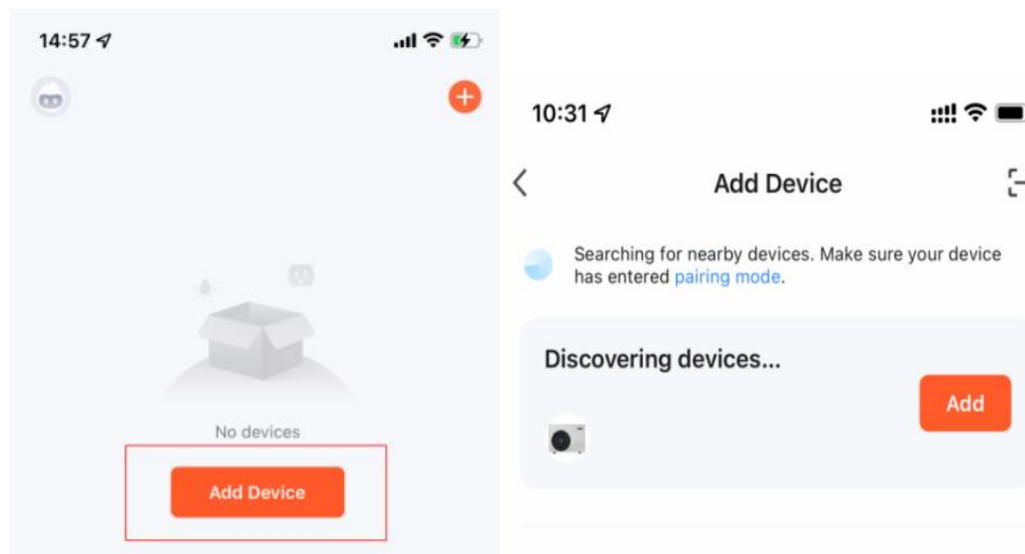 14:57
No devices
Add Device
10:31
Add Device
Searching for nearby devices. Make sure your device
has entered pairing mode.
Discovering devices...
Add